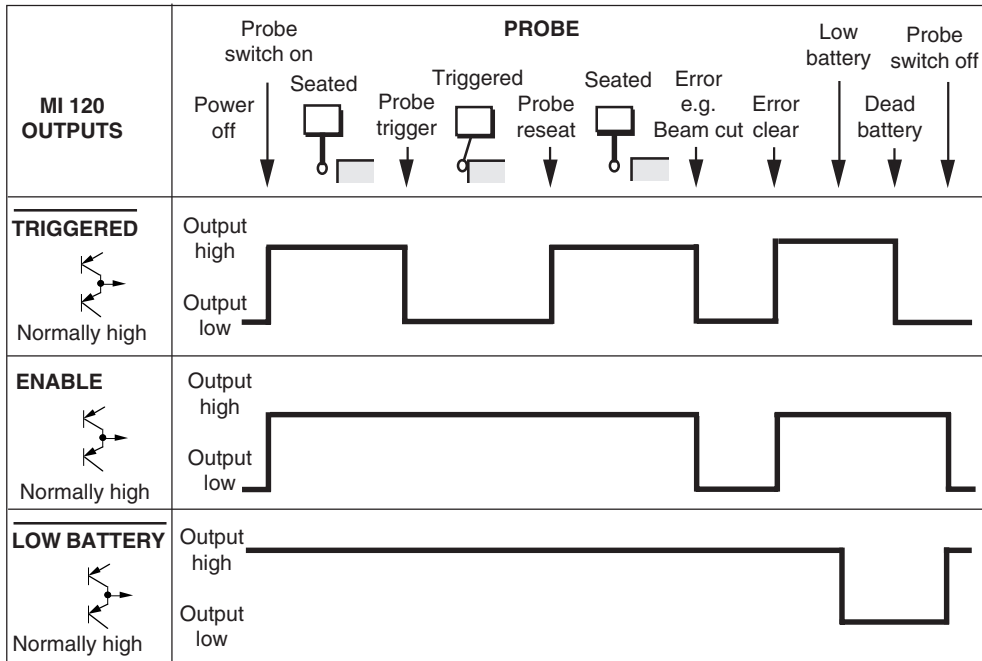 MI 120
OUTPUTS
PROBE
Probe
switch on
Power
off
Seated
Probe
trigger
Triggered
Probe
reseat
Seated
Error
e.g.
Beam cut
Error
clear
Low
battery
Dead
battery
Probe
switch off
TRIGGERED
Normally high
Output
high
Output
low
ENABLE
Normally high
Output
high
Output
low
LOW BATTERY
Normally high
Output
high
Output
low